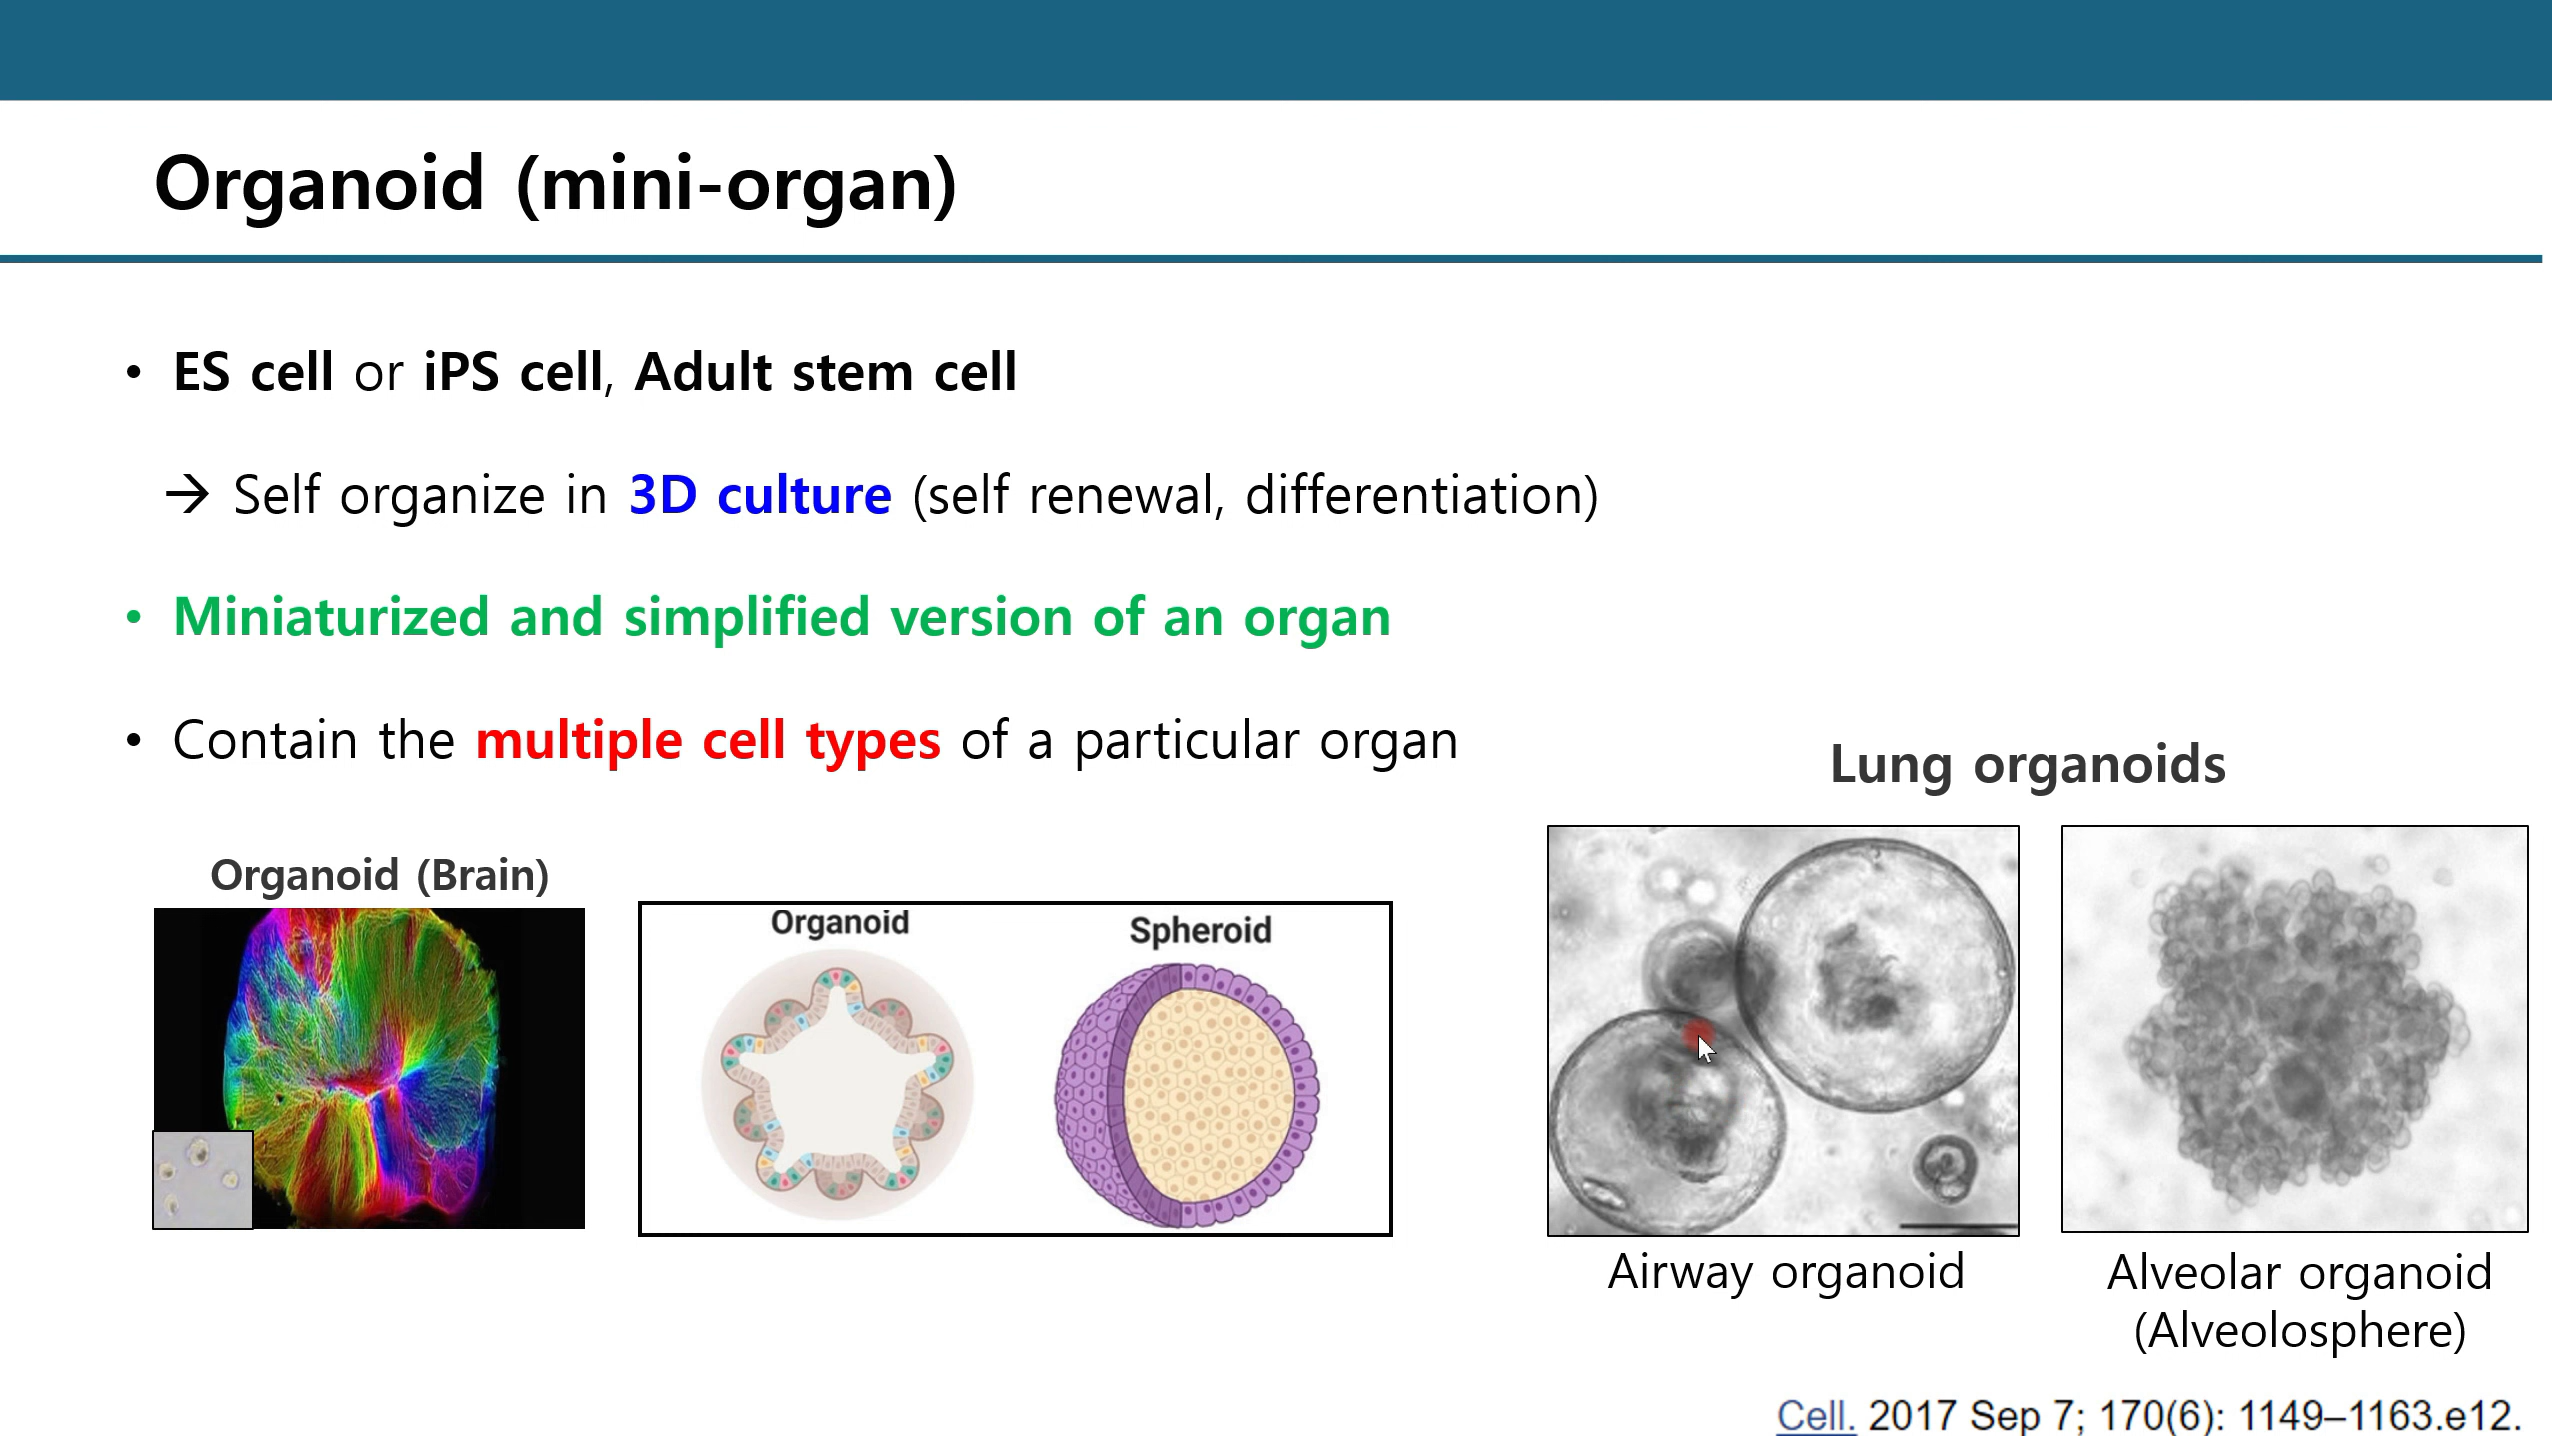 Organoid (mini-organ)
• ES cell or iPS cell, Adult stem cell
→ Self organize in 3D culture (self renewal, differentiation)
• Miniaturized and simplified version of an organ
• Contain the multiple cell types of a particular organ
Organoid (Brain)
Organoid
Spheroid
Lung organoids
Airway organoid
Alveolar organoid
(Alveolosphere)
Cell. 2017 Sep 7; 170(6): 1149–1163.e12.